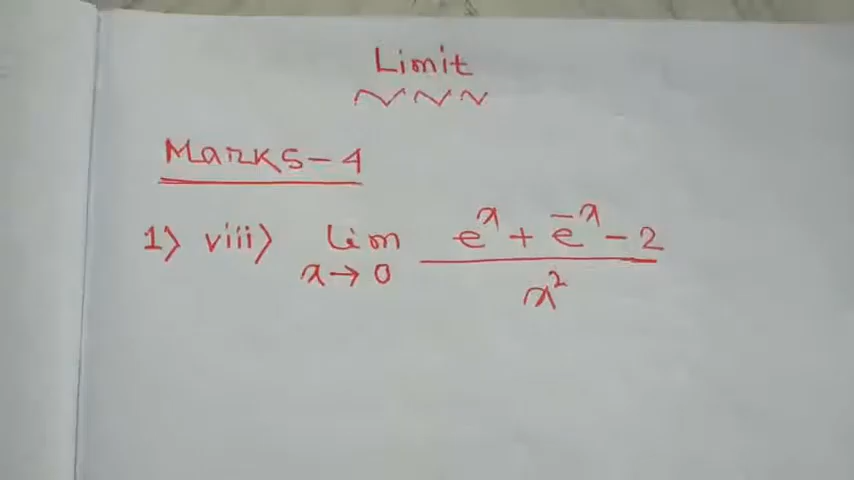 Limit
Marks-4
1) viii) lim x→0 (e^x + e^-x - 2) / x^2